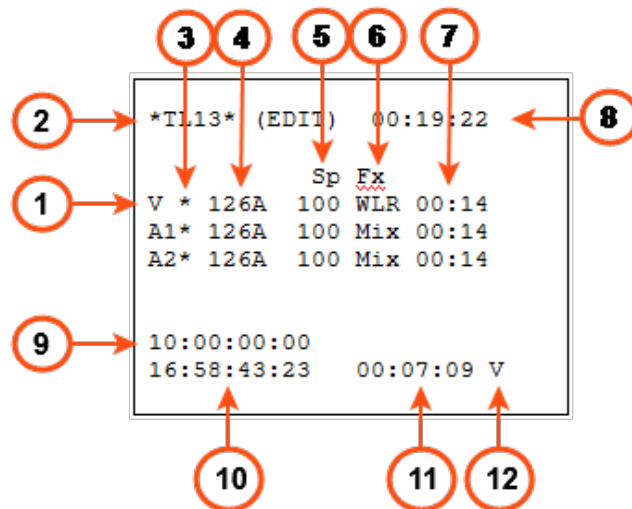 3 4 5 6 7
2 *TL13* (EDIT) 00:19:22 8
Sp Fx
1 V * 126A 100 WLR 00:14
A1* 126A 100 Mix 00:14
A2* 126A 100 Mix 00:14
9 10:00:00:00
16:58:43:23 00:07:09 V
10 11 12